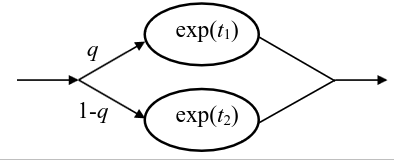 exp(t₁)
q
1-q
exp(t₂)